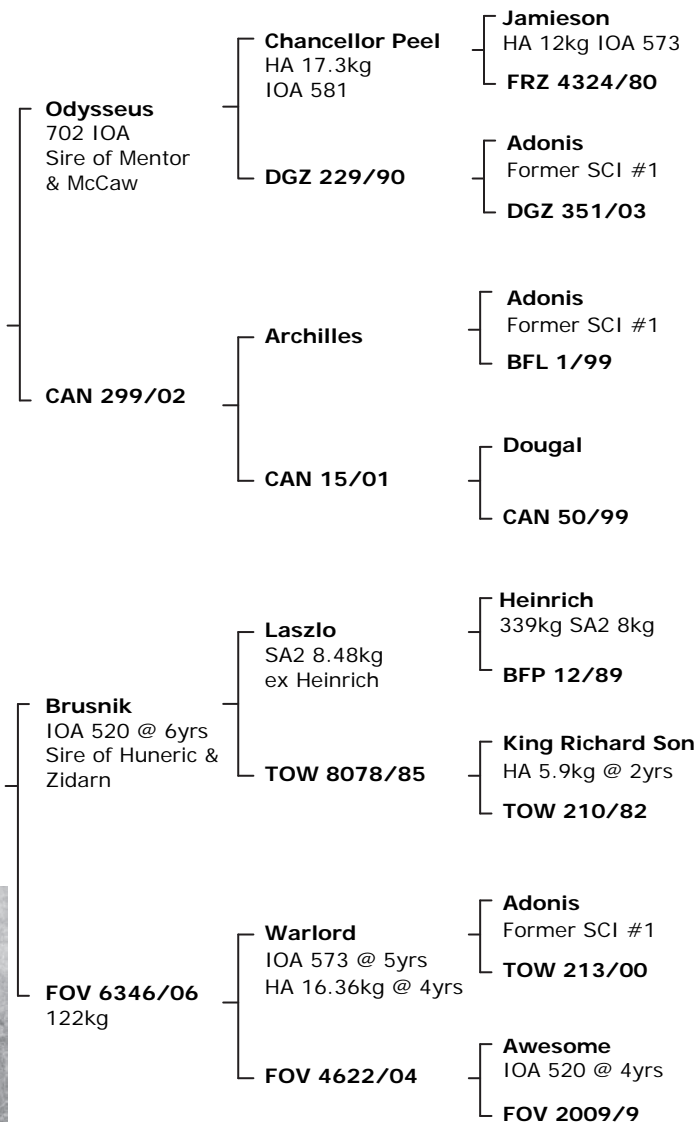 Odysseus
702 IOA
Sire of Mentor
& McCaw
CAN 299/02
Chancellor Peel
HA 17.3kg
IOA 581
DGZ 229/90
Archilles
CAN 15/01
Jamieson
HA 12kg IOA 573
FRZ 4324/80
Adonis
Former SCI #1
DGZ 351/03
Adonis
Former SCI #1
BFL 1/99
Dougal
CAN 50/99
Brusnik
IOA 520 @ 6yrs
Sire of Huneric &
Zidarn
FOV 6346/06
122kg
Laszlo
SA2 8.48kg
ex Heinrich
TOW 8078/85
Warlord
IOA 573 @ 5yrs
HA 16.36kg @ 4yrs
FOV 4622/04
Heinrich
339kg SA2 8kg
BFP 12/89
King Richard Son
HA 5.9kg @ 2yrs
TOW 210/82
Adonis
Former SCI #1
TOW 213/00
Awesome
IOA 520 @ 4yrs
FOV 2009/9